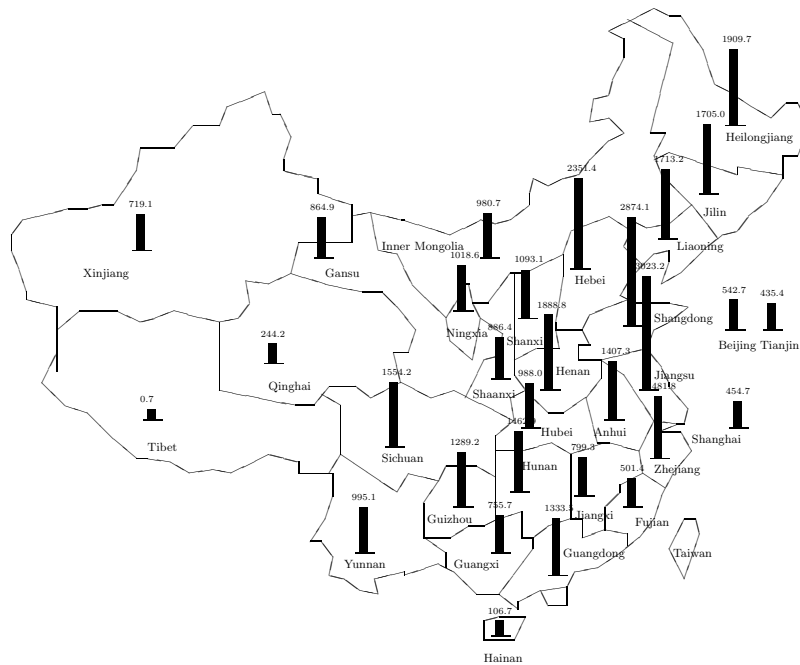 1909.7
Heilongjiang
1705.0
Jilin
1713.2
Liaoning
2351.4
Hebei
2874.1
Shangdong
719.1
Xinjiang
864.9
Gansu
980.7
Inner Mongolia
1018.6
Ningxia
1093.1
Shanxi
3023.2
Jiangsu
542.7
Beijing
435.4
Tianjin
1888.8
Henan
886.4
Shaanxi
244.2
Qinghai
0.7
Tibet
1554.2
Sichuan
988.0
Hubei
1407.3
Anhui
454.7
Shanghai
Zhejiang
Hunan
1289.2
Guizhou
799.3
Jiangxi
501.4
Fujian
995.1
Yunnan
755.7
Guangxi
Guangdong
Taiwan
106.7
Hainan